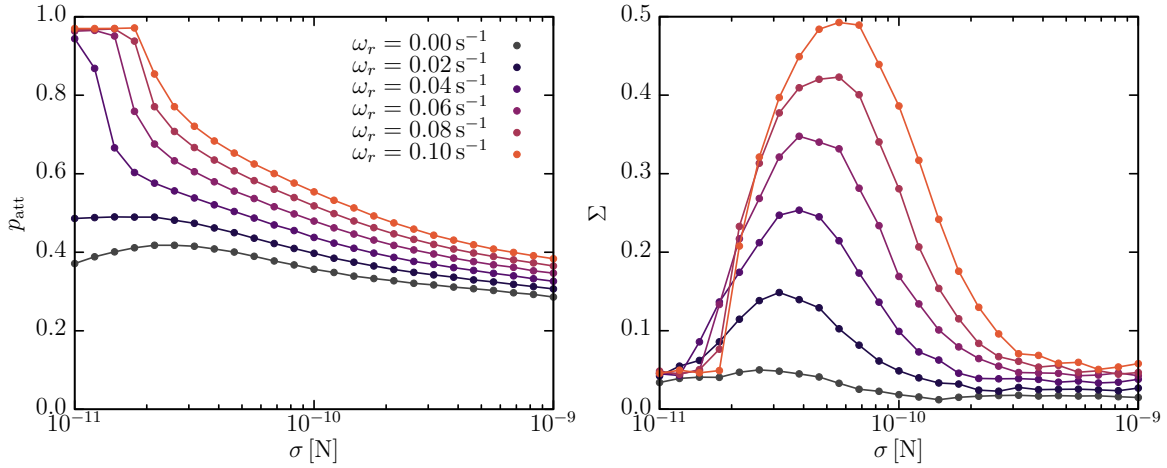 1.0
0.8
0.6
0.4
0.2
0.0
p_att
10⁻¹¹
10⁻¹⁰
10⁻⁹
σ [N]
ω_r = 0.00 s⁻¹
ω_r = 0.02 s⁻¹
ω_r = 0.04 s⁻¹
ω_r = 0.06 s⁻¹
ω_r = 0.08 s⁻¹
ω_r = 0.10 s⁻¹
0.5
0.4
0.3
0.2
0.1
0.0
Σ
10⁻¹¹
10⁻¹⁰
10⁻⁹
σ [N]